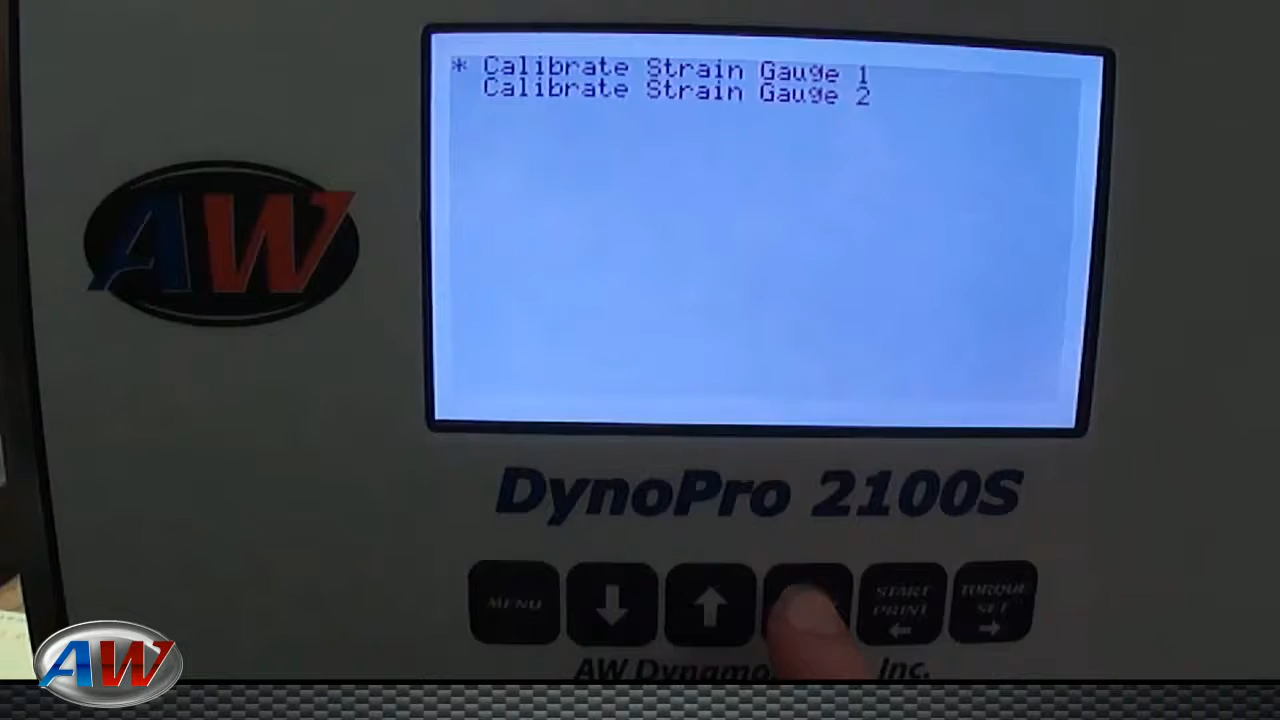 * Calibrate Strain Gauge 1
Calibrate Strain Gauge 2
AW
DynoPro 2100S
MENU
START
PRINT
TORQUE
SET
AW Inc.
AW